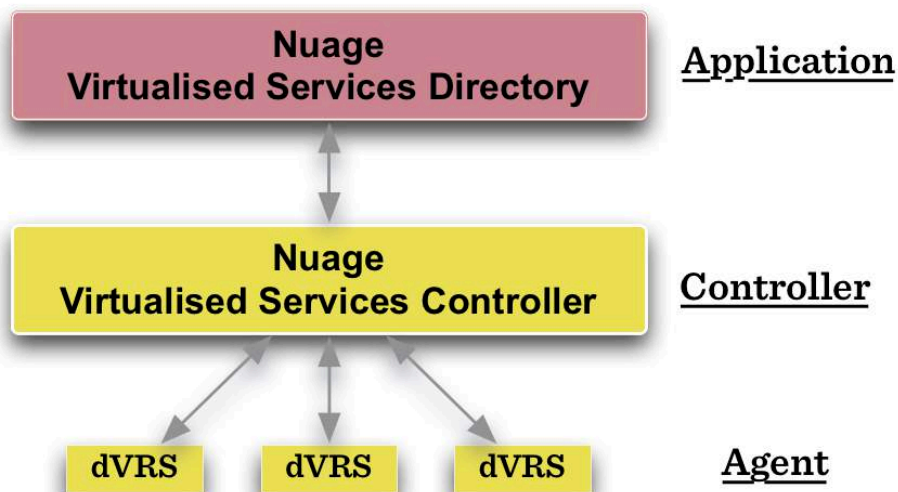 Nuage
Virtualised Services Directory
Application
Nuage
Virtualised Services Controller
Controller
dVRS dVRS dVRS Agent